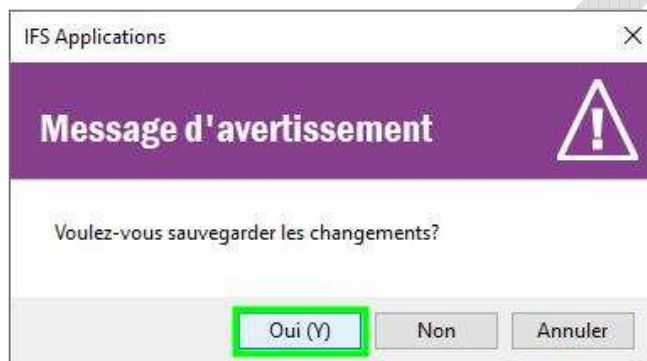 IFS Applications
Message d'avertissement
Voulez-vous sauvegarder les changements?
Oui (Y) Non Annuler